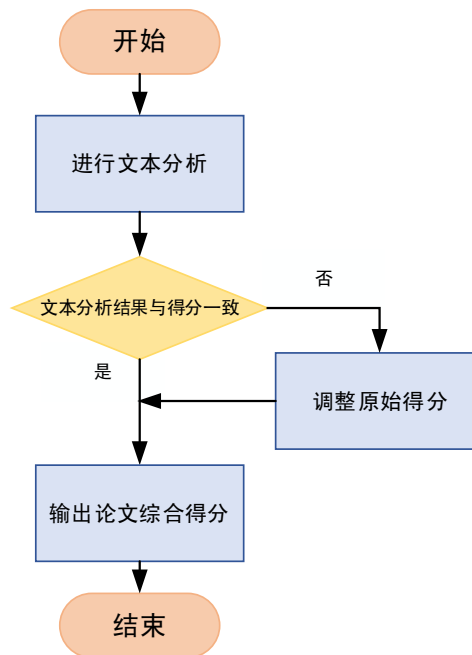 开始
进行文本分析
文本分析结果与得分一致
否
是
调整原始得分
输出论文综合得分
结束